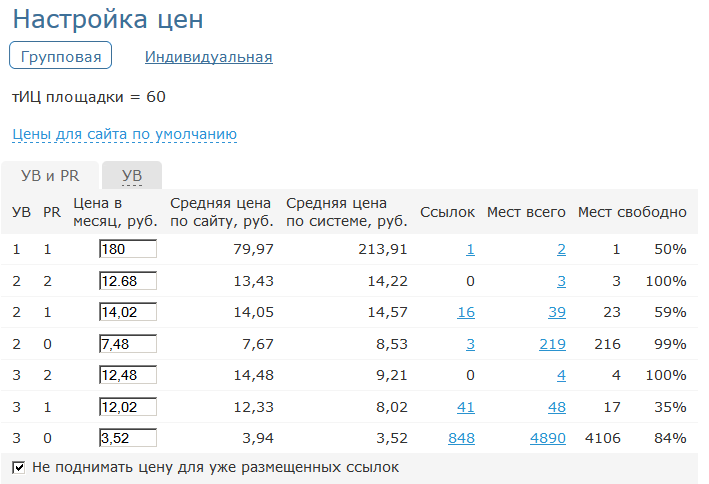 Настройка цен
Групповая Индивидуальная
тИЦ площадки = 60
Цены для сайта по умолчанию
УВ и PR УВ
УВ PR Цена в месяц, руб. Средняя цена по сайту, руб. Средняя цена по системе, руб. Ссылок Мест всего Мест свободно
1 1 180 79,97 213,91 1 2 1 50%
2 2 12.68 13,43 14,22 0 3 3 100%
2 1 14,02 14,05 14,57 16 39 23 59%
2 0 7,48 7,67 8,53 3 219 216 99%
3 2 12,48 14,48 9,21 0 4 4 100%
3 1 12,02 12,33 8,02 41 48 17 35%
3 0 3,52 3,94 3,52 848 4890 4106 84%
Не поднимать цену для уже размещенных ссылок